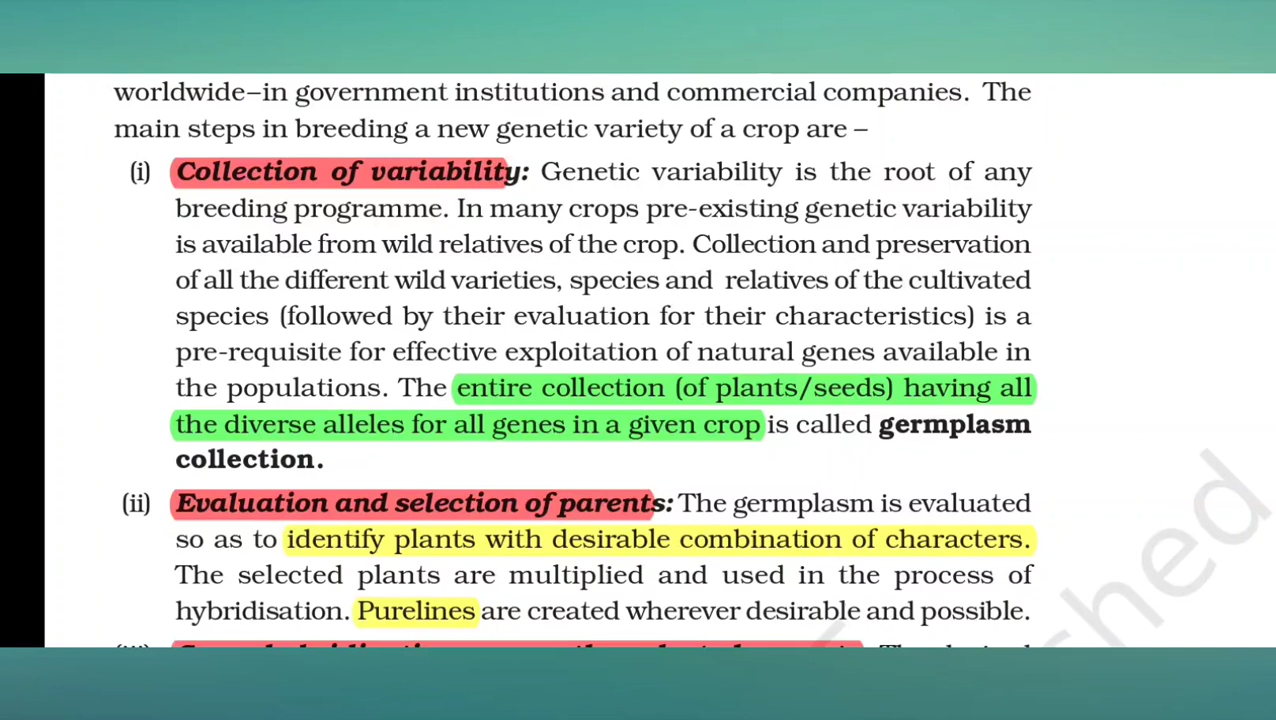 worldwide–in government institutions and commercial companies. The
main steps in breeding a new genetic variety of a crop are –
(i) Collection of variability: Genetic variability is the root of any
breeding programme. In many crops pre-existing genetic variability
is available from wild relatives of the crop. Collection and preservation
of all the different wild varieties, species and relatives of the cultivated
species (followed by their evaluation for their characteristics) is a
pre-requisite for effective exploitation of natural genes available in
the populations. The entire collection (of plants/seeds) having all
the diverse alleles for all genes in a given crop is called germplasm
collection.
(ii) Evaluation and selection of parents: The germplasm is evaluated
so as to identify plants with desirable combination of characters.
The selected plants are multiplied and used in the process of
hybridisation. Purelines are created wherever desirable and possible.